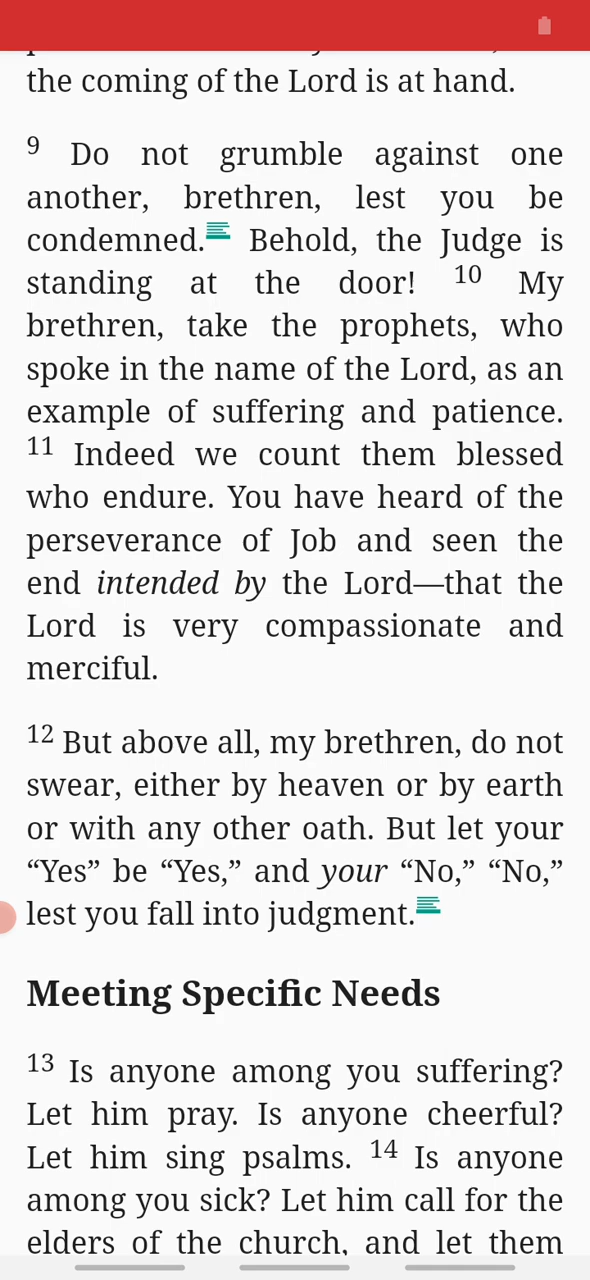 the coming of the Lord is at hand.
9 Do not grumble against one
another, brethren, lest you be
condemned. Behold, the Judge is
standing at the door! 10 My
brethren, take the prophets, who
spoke in the name of the Lord, as an
example of suffering and patience.
11 Indeed we count them blessed
who endure. You have heard of the
perseverance of Job and seen the
end intended by the Lord—that the
Lord is very compassionate and
merciful.
12 But above all, my brethren, do not
swear, either by heaven or by earth
or with any other oath. But let your
“Yes” be “Yes,” and your “No,” “No,”
lest you fall into judgment.
Meeting Specific Needs
13 Is anyone among you suffering?
Let him pray. Is anyone cheerful?
Let him sing psalms. 14 Is anyone
among you sick? Let him call for the
elders of the church, and let them